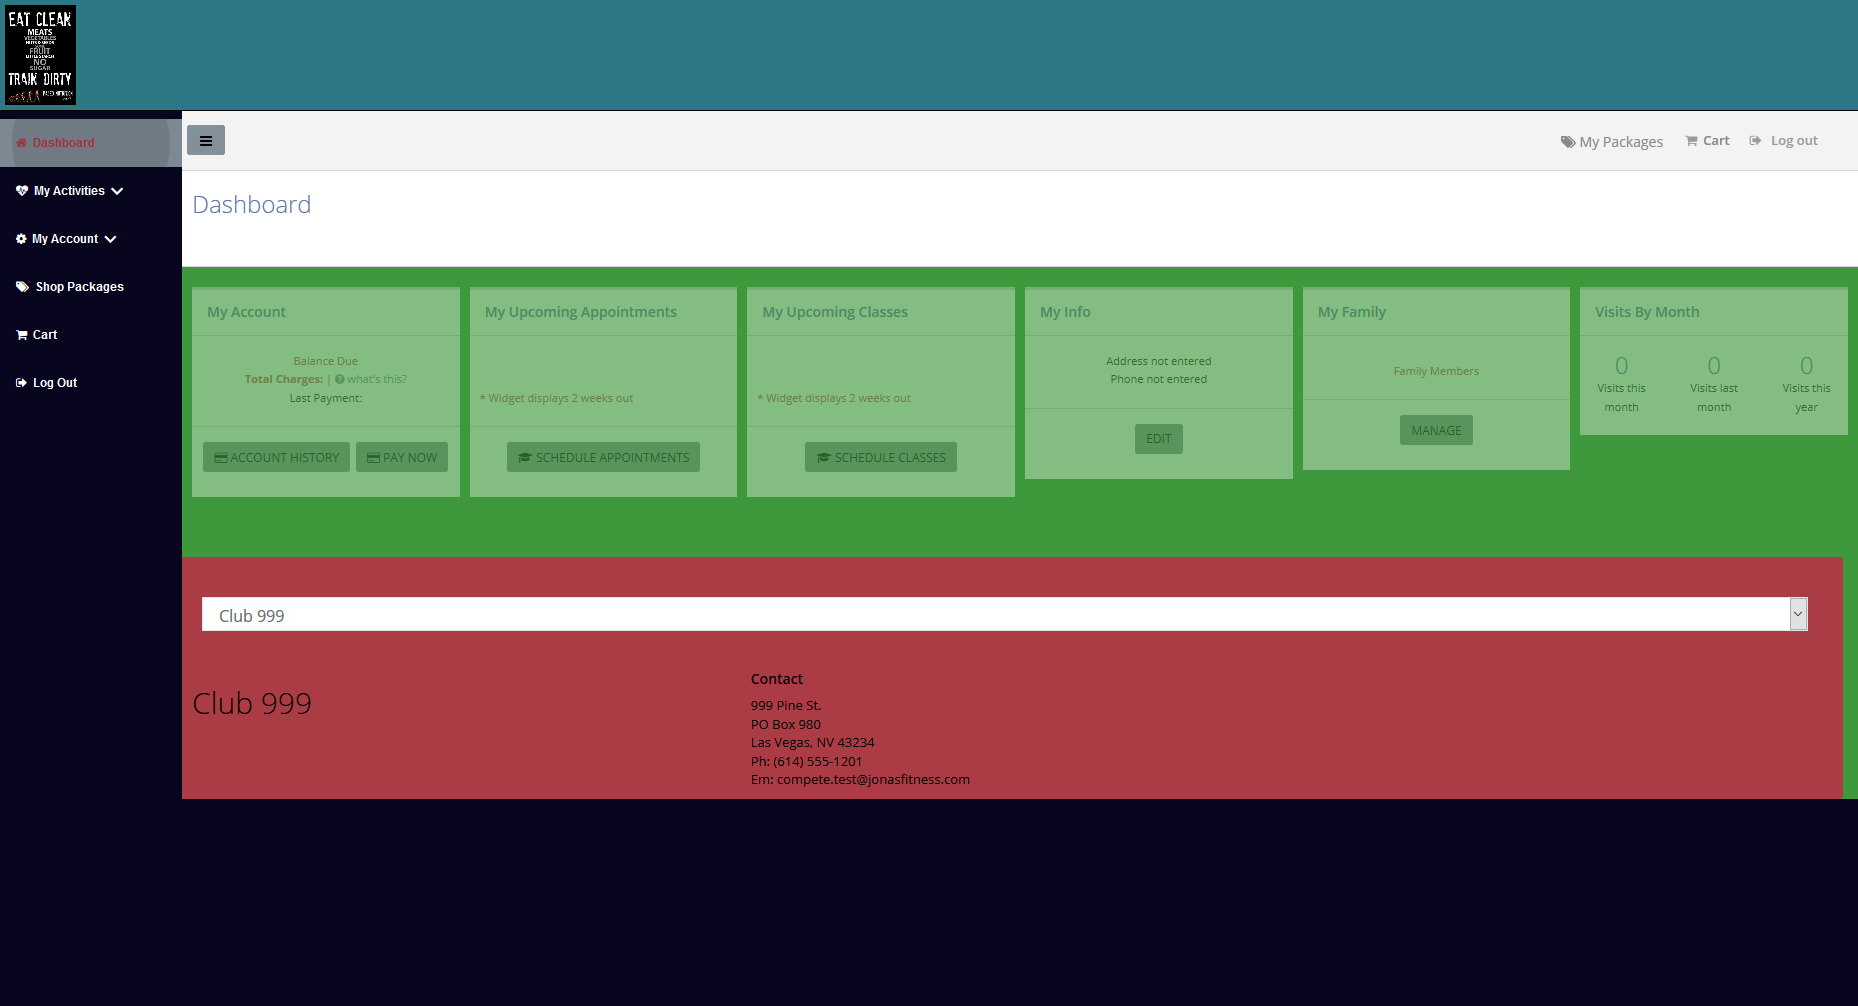 EAT CLEAN
MEATS
VEGETABLES
FRUIT
NO
SUGAR
TRAIN DIRTY
Dashboard
My Activities
My Account
Shop Packages
Cart
Log Out
My Packages
Cart
Log out
Dashboard
My Account
Balance Due
Total Charges: | what's this?
Last Payment:
ACCOUNT HISTORY
PAY NOW
My Upcoming Appointments
* Widget displays 2 weeks out
SCHEDULE APPOINTMENTS
My Upcoming Classes
* Widget displays 2 weeks out
SCHEDULE CLASSES
My Info
Address not entered
Phone not entered
EDIT
My Family
Family Members
MANAGE
Visits By Month
0
Visits this
month
0
Visits last
month
0
Visits this
year
Club 999
Club 999
Contact
999 Pine St.
PO Box 980
Las Vegas, NV 43234
Ph: (614) 555-1201
Em: compete.test@jonasfitness.com